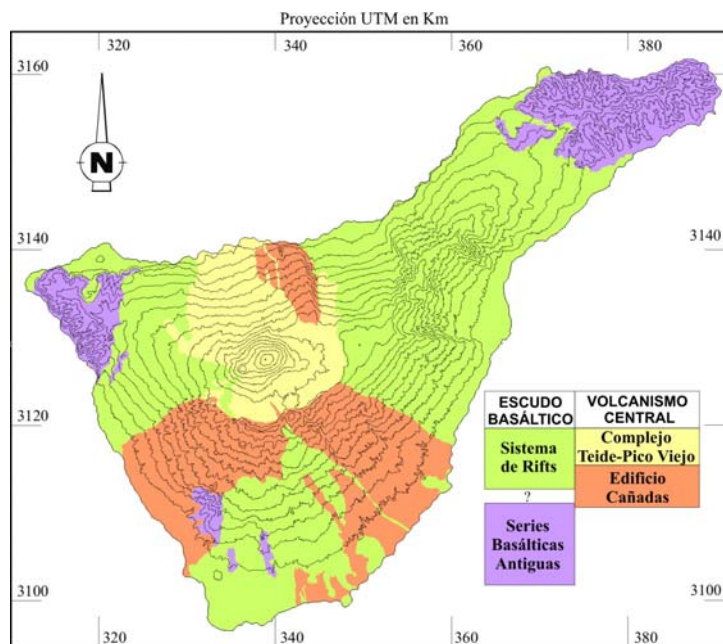 Proyección UTM en Km
320 340 360 380
3160
N
3140 3140
3120
ESCUDO BASÁLTICO
VOLCANISMO CENTRAL
Sistema de Rifts
Complejo Teide-Pico Viejo
?
Edificio Cañadas
Series Basálticas Antiguas
3100 3100
320 340 360 380